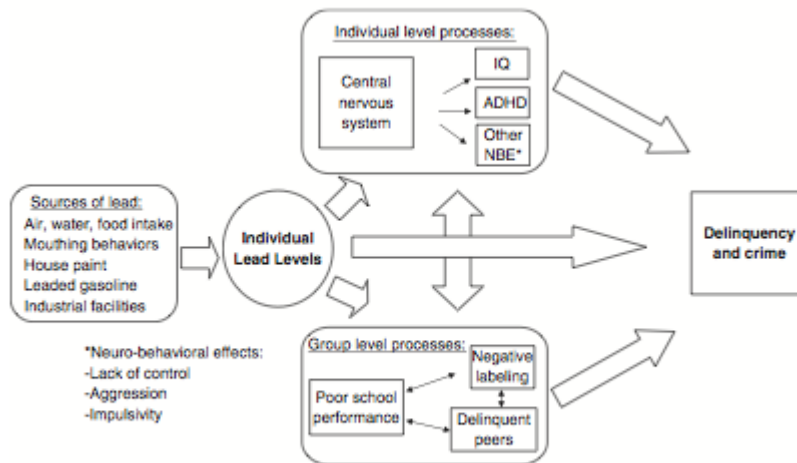 Individual level processes:
Central
nervous
system
IQ
ADHD
Other
NBE*
Sources of lead:
Air, water, food intake
Mouthing behaviors
House paint
Leaded gasoline
Industrial facilities
Individual
Lead Levels
Delinquency
and crime
*Neuro-behavioral effects:
-Lack of control
-Aggression
-Impulsivity
Group level processes:
Poor school
performance
Negative
labeling
Delinquent
peers